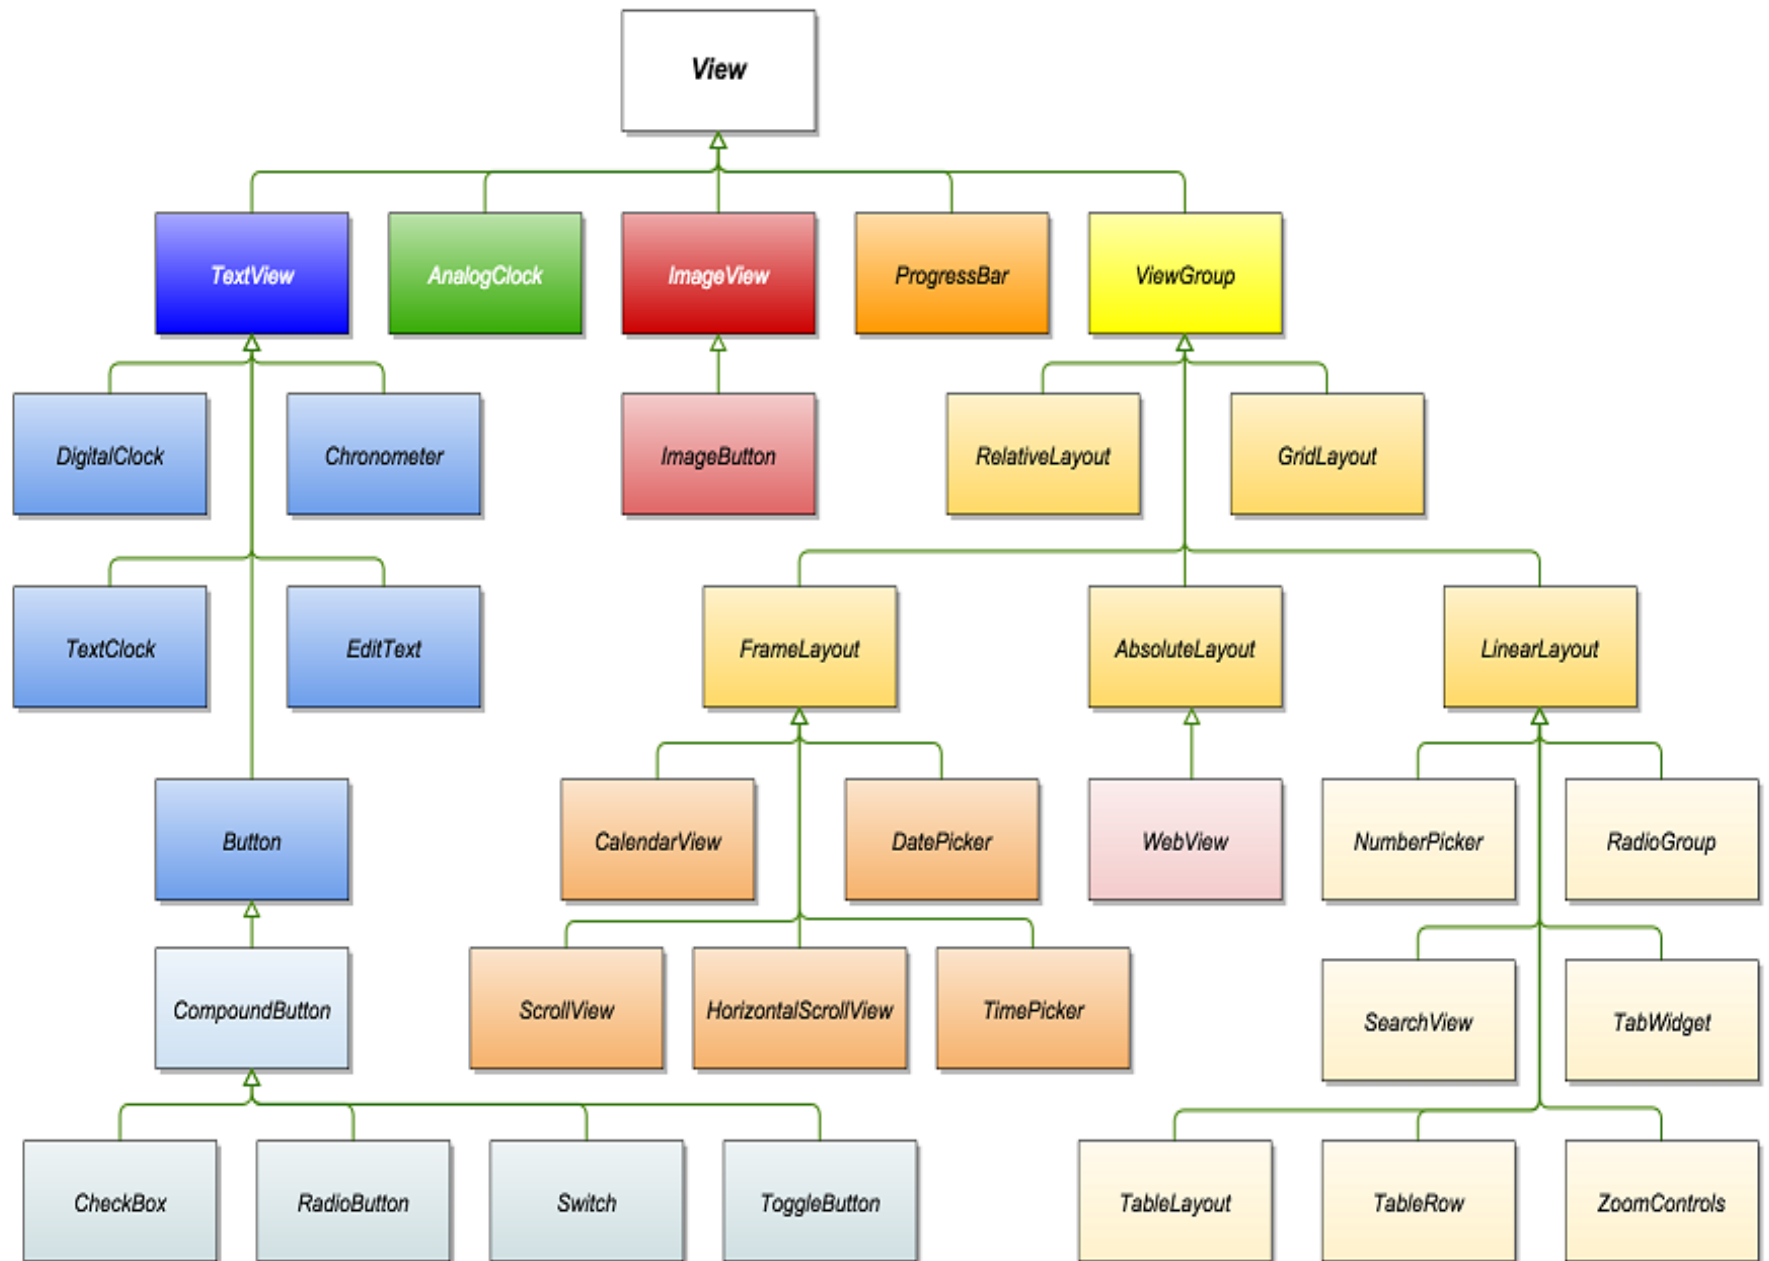 View
TextView
AnalogClock
ImageView
ProgressBar
ViewGroup
DigitalClock
Chronometer
ImageButton
RelativeLayout
GridLayout
TextClock
EditText
FrameLayout
AbsoluteLayout
LinearLayout
Button
CalendarView
DatePicker
WebView
NumberPicker
RadioGroup
CompoundButton
ScrollView
HorizontalScrollView
TimePicker
SearchView
TabWidget
CheckBox
RadioButton
Switch
ToggleButton
TableLayout
TableRow
ZoomControls